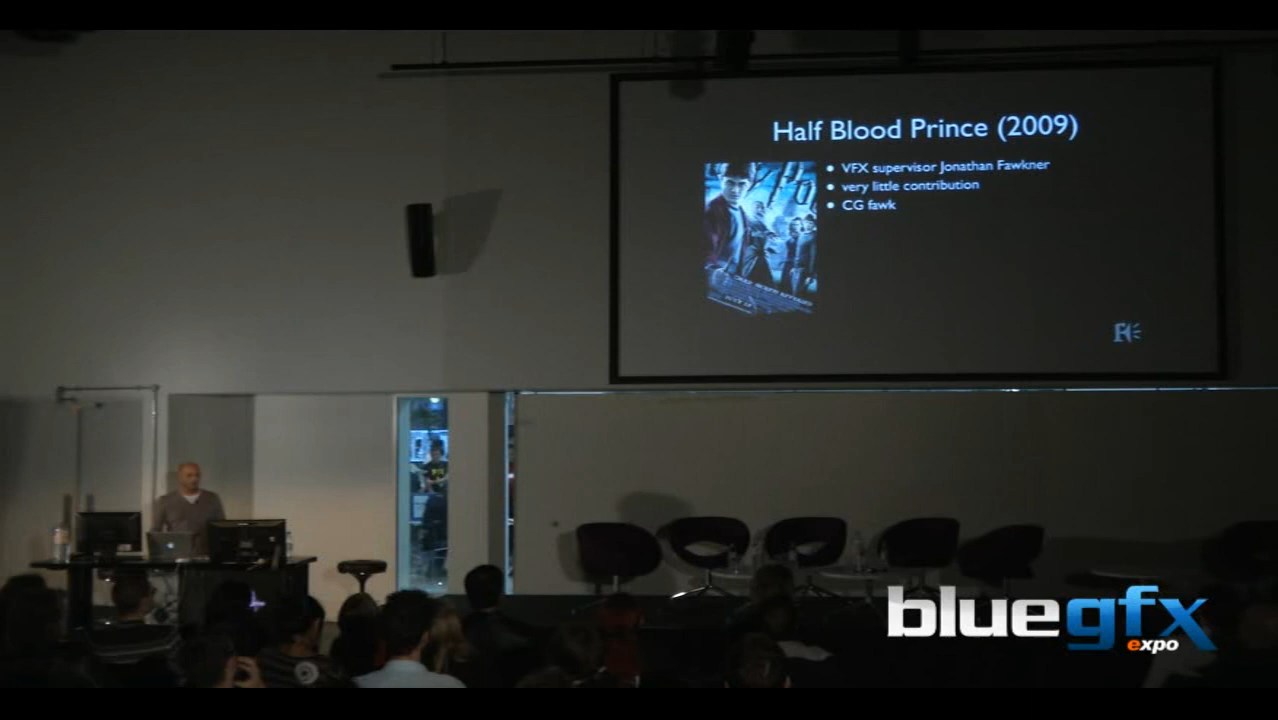 Half Blood Prince (2009)
• VFX supervisor Jonathan Fawkner
• very little contribution
• CG fawk
bluegfx
expo